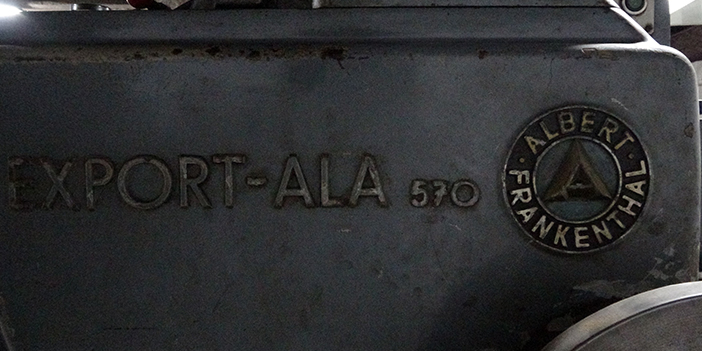 EXPORT-ALA 570
ALBERT · FRANKENTHAL ·
A